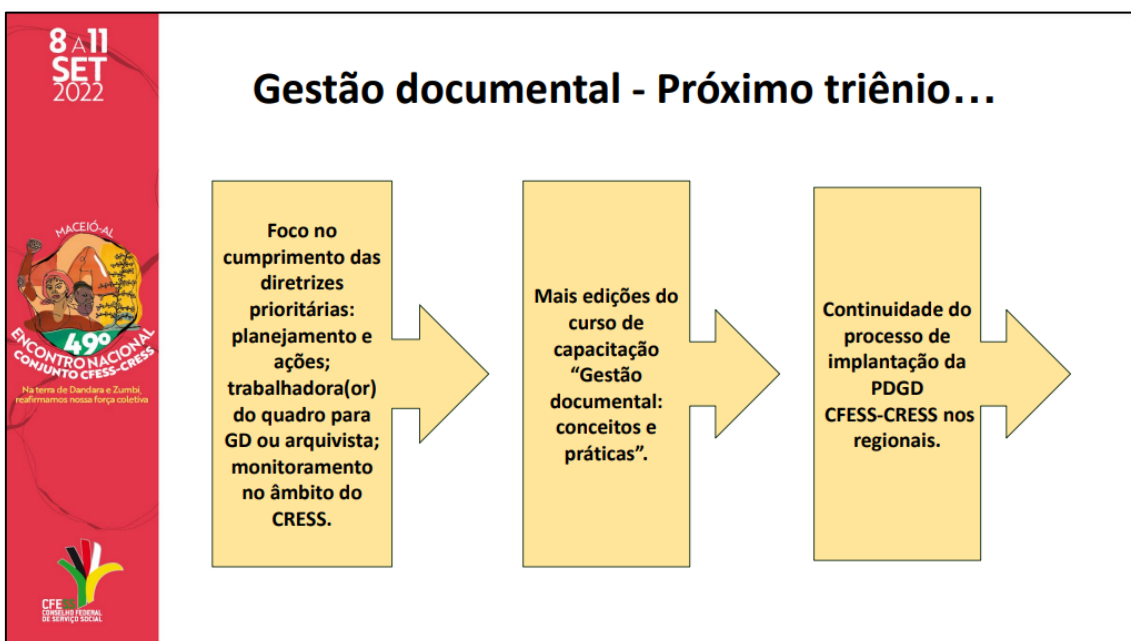 8 A 11
SET
2022
MACEIÓ-AL
49º
ENCONTRO NACIONAL
CONJUNTO CFESS-CRESS
Na terra de Dandara e Zumbi,
reafirmamos nossa força coletiva
CFESS
CONSELHO FEDERAL
DE SERVIÇO SOCIAL
Gestão documental - Próximo triênio…
Foco no
cumprimento das
diretrizes
prioritárias:
planejamento e
ações;
trabalhadora(or)
do quadro para
GD ou arquivista;
monitoramento
no âmbito do
CRESS.
Mais edições do
curso de
capacitação
“Gestão
documental:
conceitos e
práticas”.
Continuidade do
processo de
implantação da
PDGD
CFESS-CRESS nos
regionais.